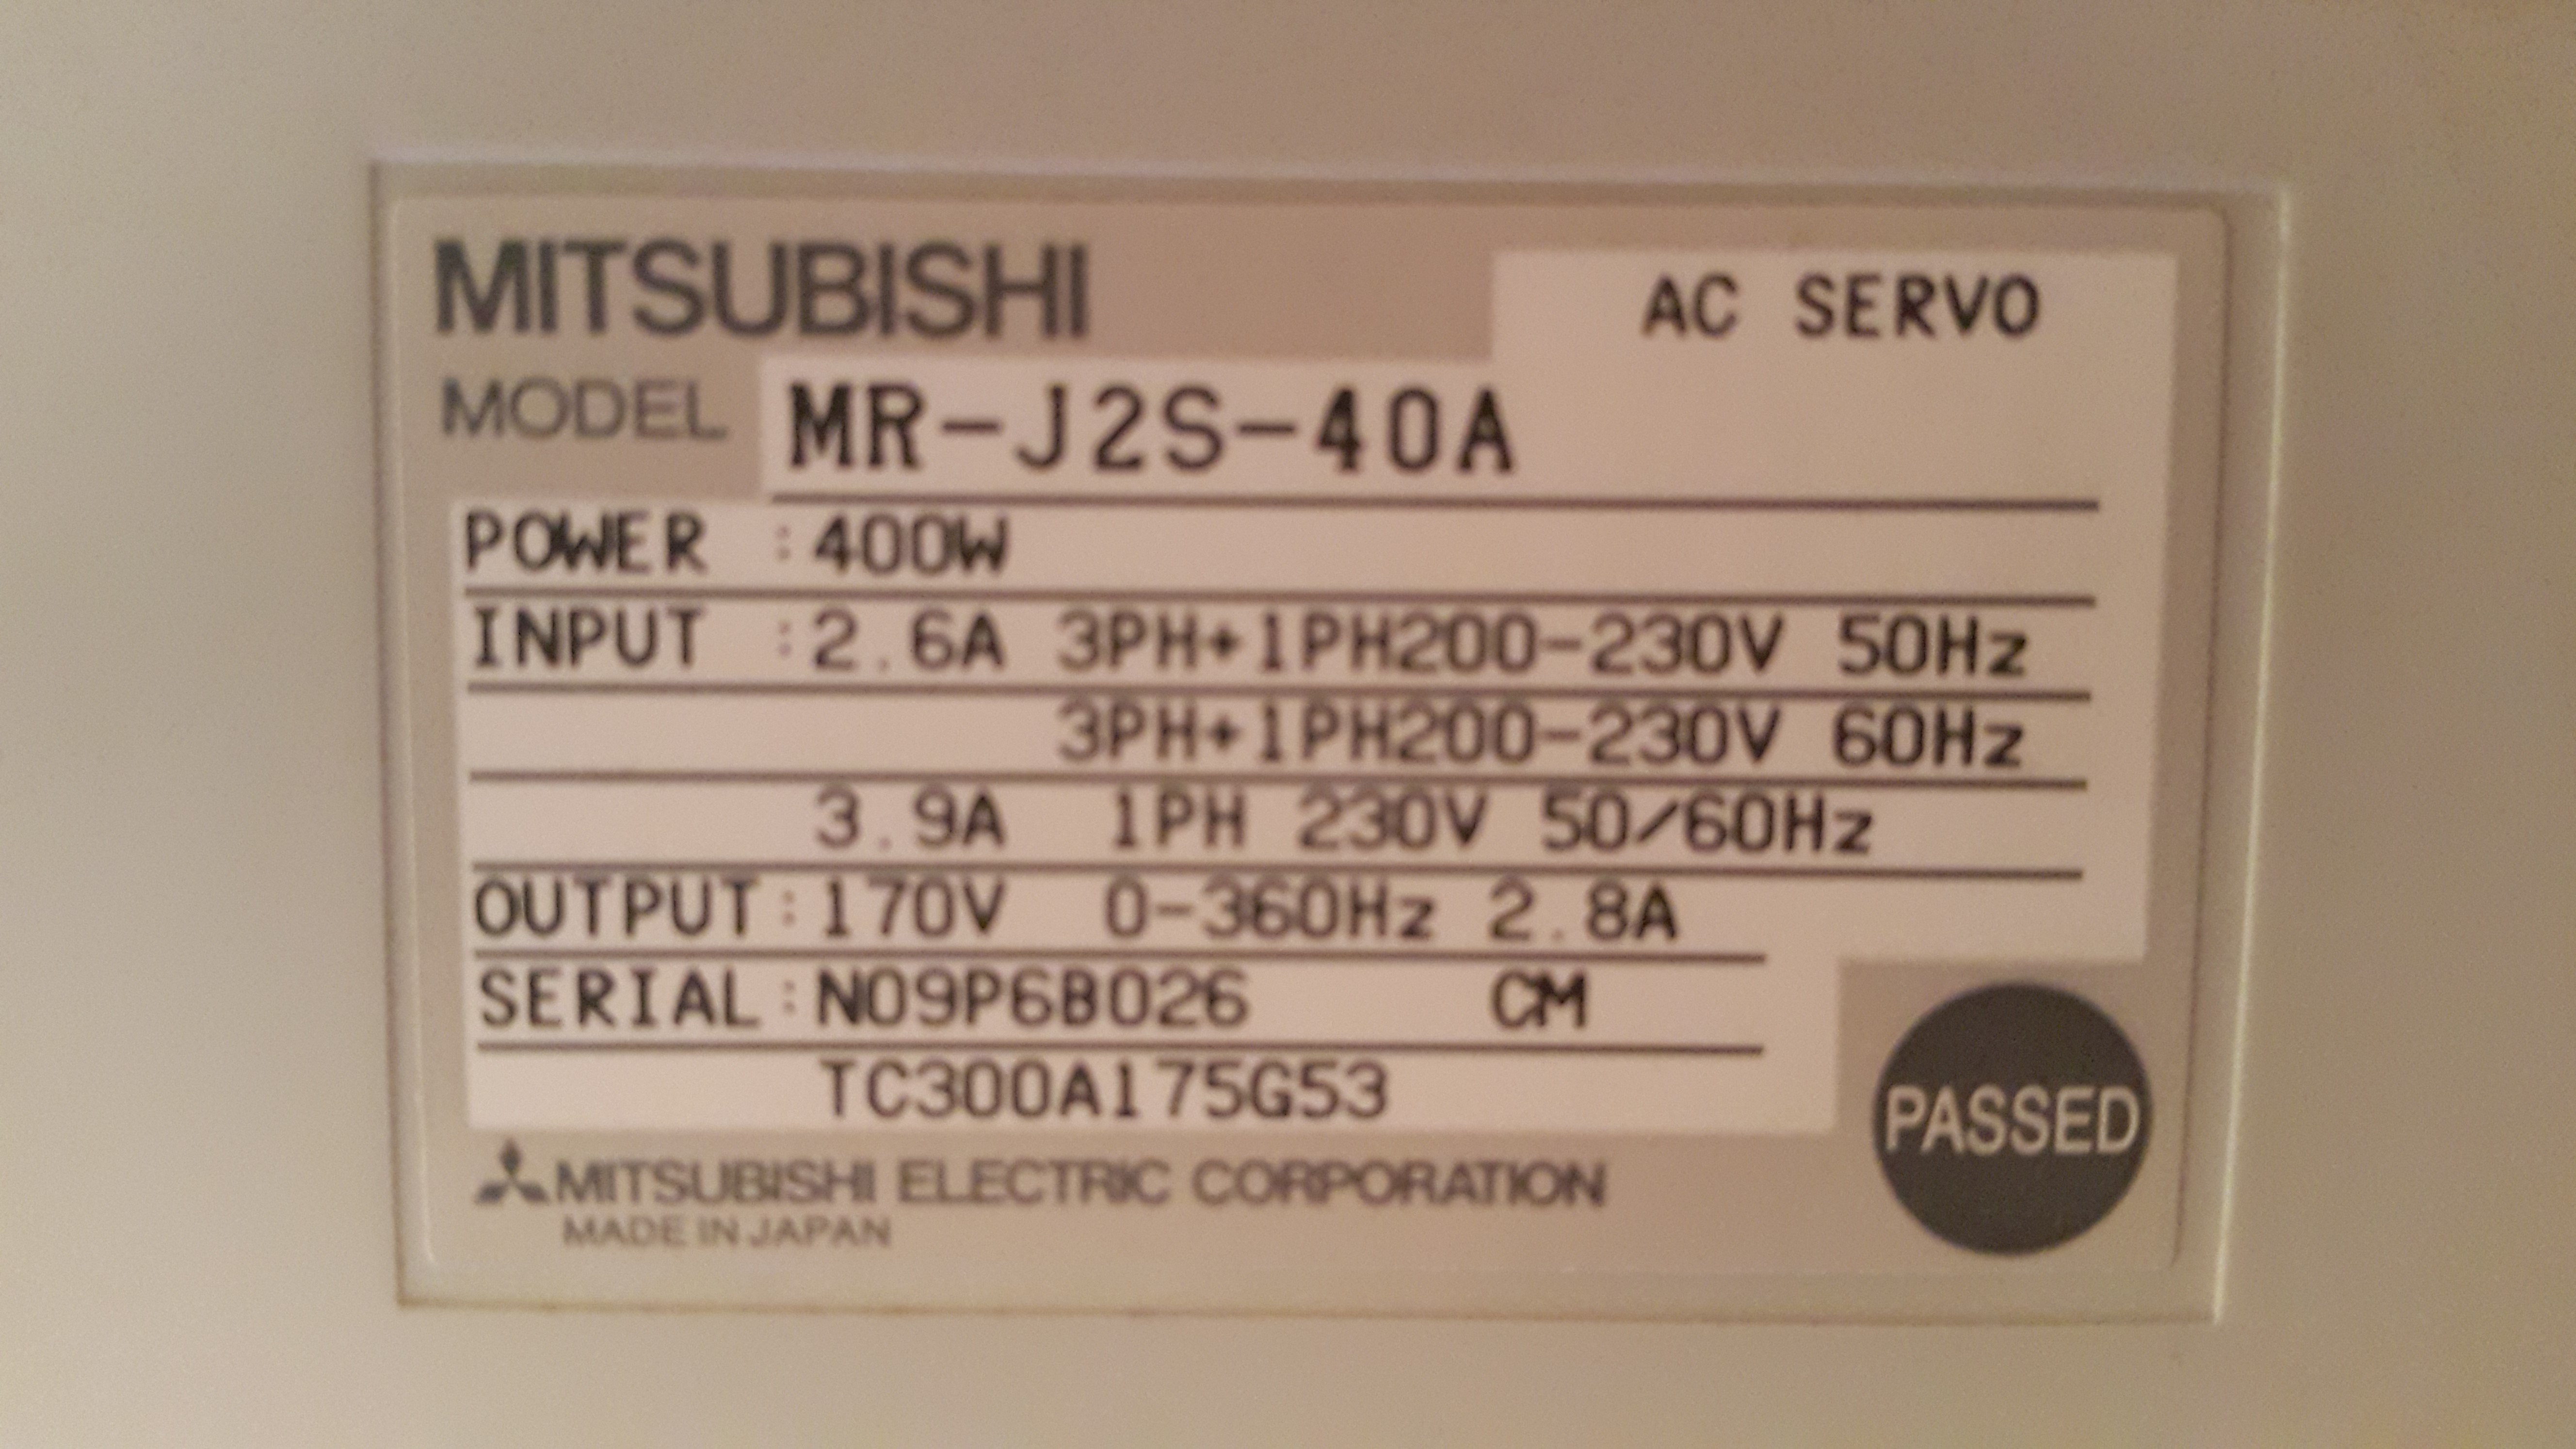 MITSUBISHI
AC SERVO
MODEL MR-J2S-40A
POWER :400W
INPUT :2.6A 3PH+1PH200-230V 50Hz
3PH+1PH200-230V 60Hz
3.9A 1PH 230V 50/60Hz
OUTPUT:170V 0-360Hz 2.8A
SERIAL:N09P6B026 CM
TC300A175G53
PASSED
MITSUBISHI ELECTRIC CORPORATION
MADE IN JAPAN